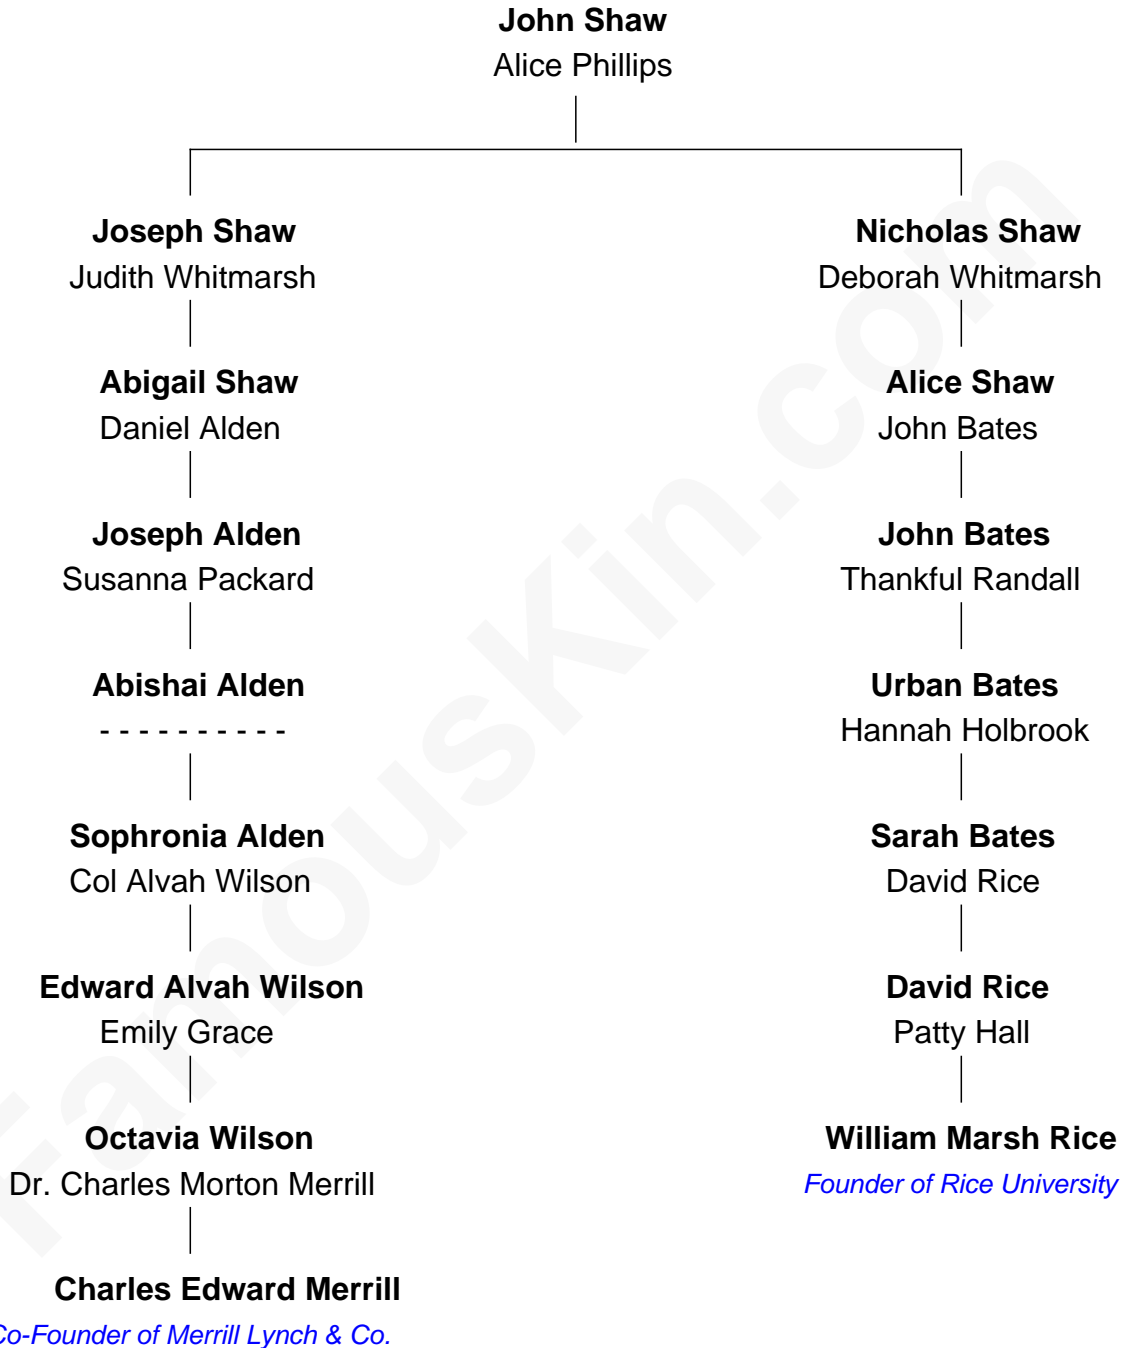 John Shaw
Alice Phillips
Joseph Shaw
Judith Whitmarsh
Nicholas Shaw
Deborah Whitmarsh
Abigail Shaw
Daniel Alden
Alice Shaw
John Bates
Joseph Alden
Susanna Packard
John Bates
Thankful Randall
Abishai Alden
- - - - - - - - - -
Urban Bates
Hannah Holbrook
Sophronia Alden
Col Alvah Wilson
Sarah Bates
David Rice
Edward Alvah Wilson
Emily Grace
David Rice
Patty Hall
Octavia Wilson
Dr. Charles Morton Merrill
William Marsh Rice
Founder of Rice University
Charles Edward Merrill
Co-Founder of Merrill Lynch & Co.
FamousKin.com